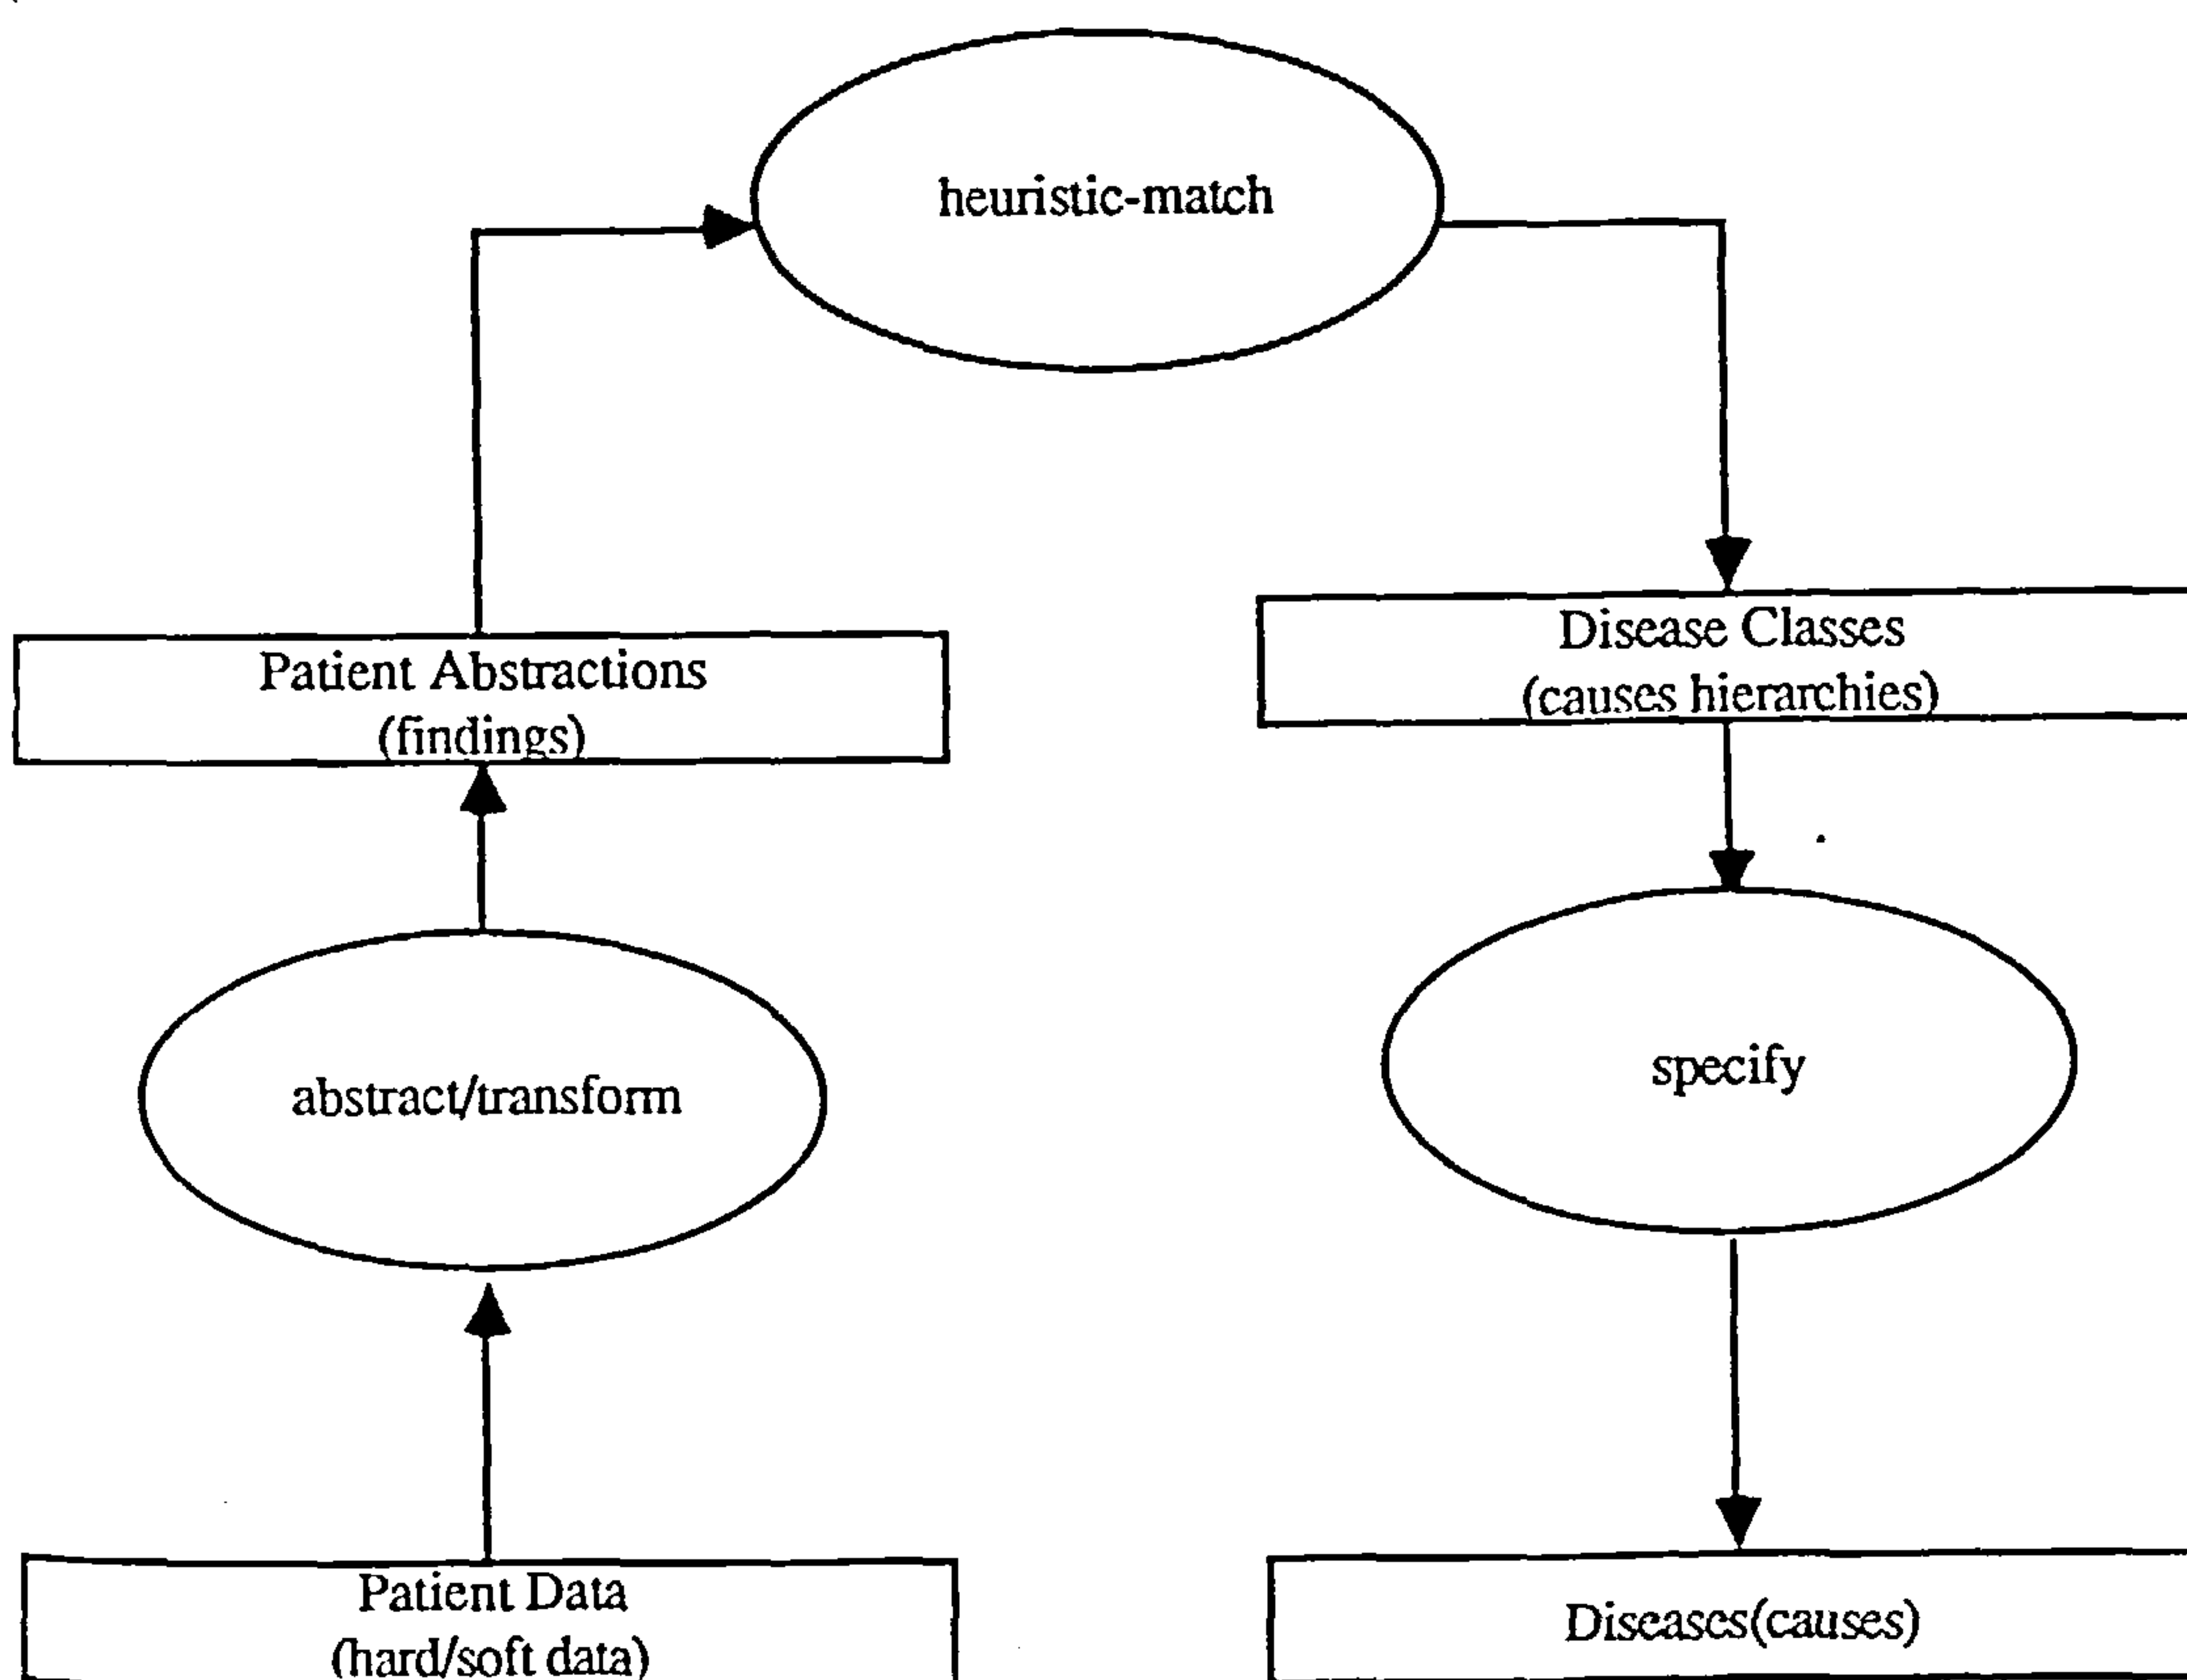 heuristic-match
Patient Abstractions
(findings)
Disease Classes
(causes hierarchies)
abstract/transform
specify
Patient Data
(hard/soft data)
Diseases(causes)